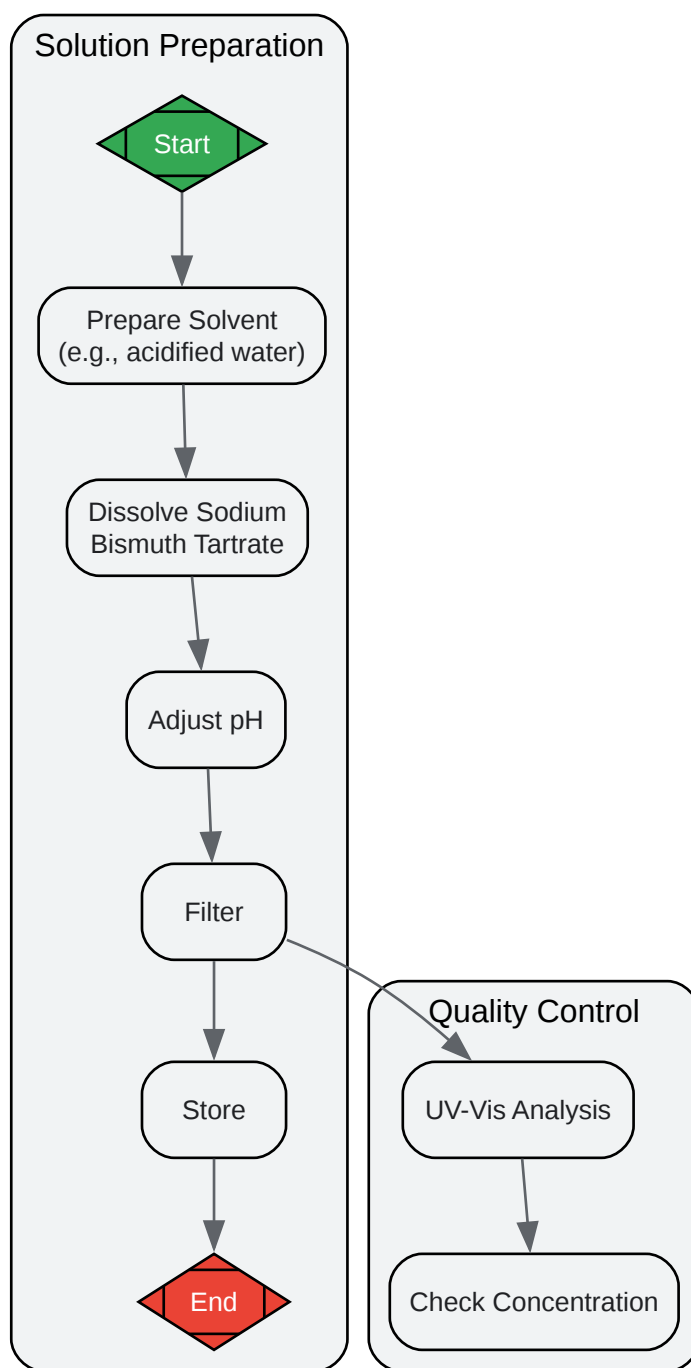 Solution Preparation
Start
Prepare Solvent
(e.g., acidified water)
Dissolve Sodium
Bismuth Tartrate
Adjust pH
Filter
Store
End
Quality Control
UV-Vis Analysis
Check Concentration